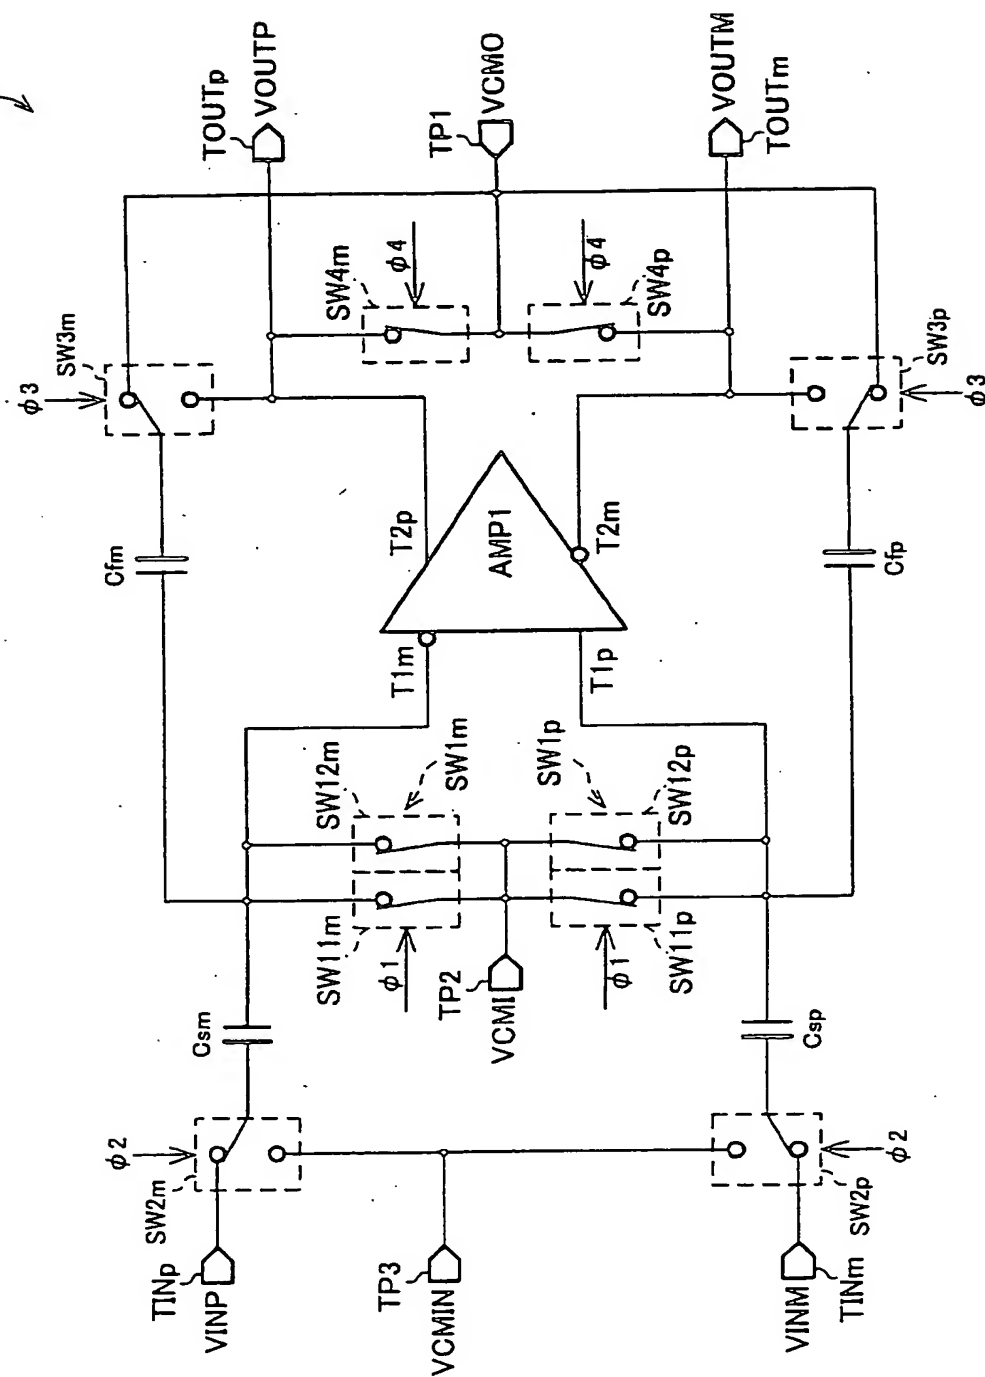 TOUTp
VOUTP
TP1
VCMO
VOUTM
TOUTm
SW3m
φ3
SW4m
φ4
φ4
SW4p
SW3p
φ3
Cfm
T2p
AMP1
T2m
Cfp
T1m
T1p
SW12m
SW1m
SW1p
SW12p
SW11m
φ1
TP2
VCMI
φ1
SW11p
Csm
Csp
φ2
SW2m
φ2
SW2p
TINp
VINP
TP3
VCMIN
VINM
TINm